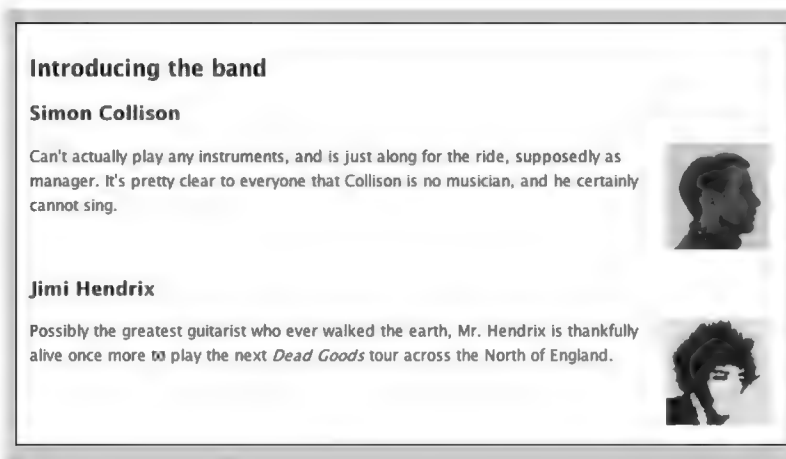 Introducing the band
Simon Collison
Can't actually play any instruments, and is just along for the ride, supposedly as
manager. It's pretty clear to everyone that Collison is no musician, and he certainly
cannot sing.
Jimi Hendrix
Possibly the greatest guitarist who ever walked the earth, Mr. Hendrix is thankfully
alive once more to play the next Dead Goods tour across the North of England.